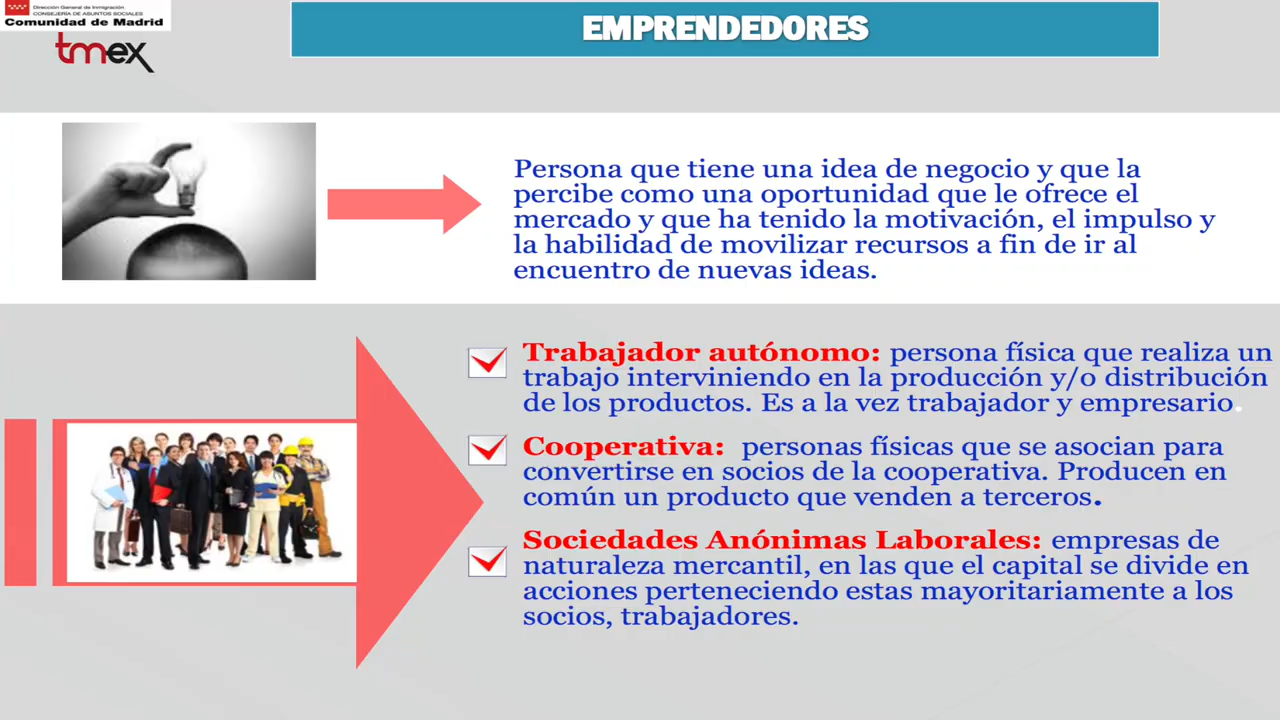 Dirección General de Inmigración
CONSEJERÍA DE ASUNTOS SOCIALES
Comunidad de Madrid
tmex
EMPRENDEDORES
Persona que tiene una idea de negocio y que la
percibe como una oportunidad que le ofrece el
mercado y que ha tenido la motivación, el impulso y
la habilidad de movilizar recursos a fin de ir al
encuentro de nuevas ideas.
Trabajador autónomo: persona física que realiza un
trabajo interviniendo en la producción y/o distribución
de los productos. Es a la vez trabajador y empresario.
Cooperativa: personas físicas que se asocian para
convertirse en socios de la cooperativa. Producen en
común un producto que venden a terceros.
Sociedades Anónimas Laborales: empresas de
naturaleza mercantil, en las que el capital se divide en
acciones perteneciendo estas mayoritariamente a los
socios, trabajadores.